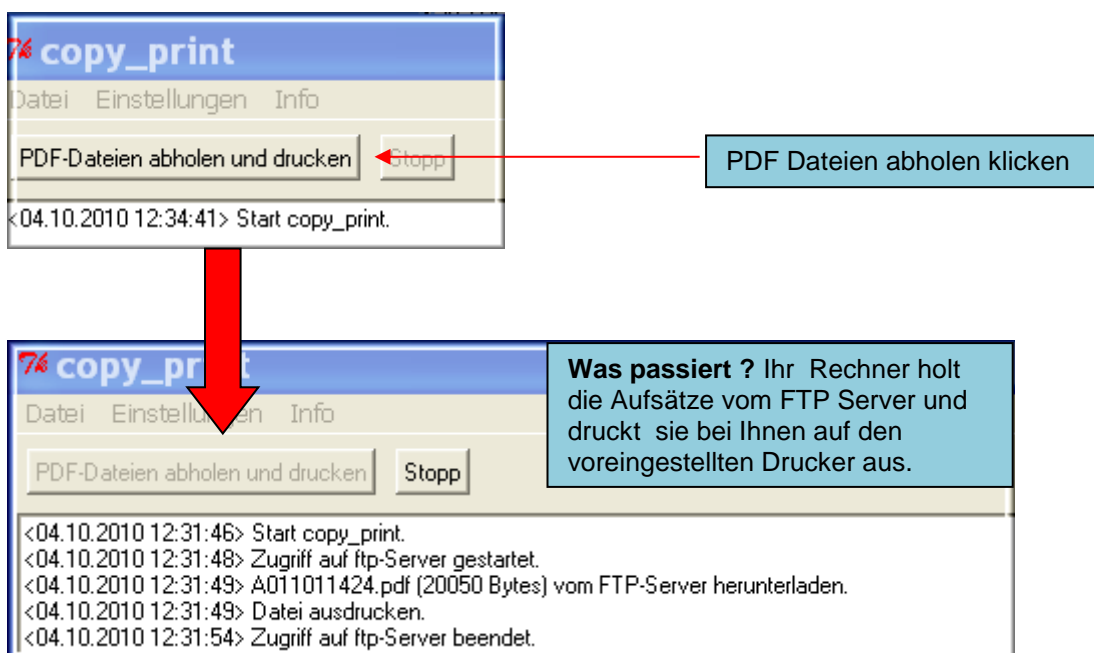 copy_print
Datei Einstellungen Info
PDF-Dateien abholen und drucken Stopp
<04.10.2010 12:34:41> Start copy_print.
PDF Dateien abholen klicken
copy_pr t
Datei Einstellungen Info
PDF-Dateien abholen und drucken Stopp
Was passiert ? Ihr Rechner holt
die Aufsätze vom FTP Server und
druckt sie bei Ihnen auf den
voreingestellten Drucker aus.
<04.10.2010 12:31:46> Start copy_print.
<04.10.2010 12:31:48> Zugriff auf ftp-Server gestartet.
<04.10.2010 12:31:49> A011011424.pdf (20050 Bytes) vom FTP-Server herunterladen.
<04.10.2010 12:31:49> Datei ausdrucken.
<04.10.2010 12:31:54> Zugriff auf ftp-Server beendet.